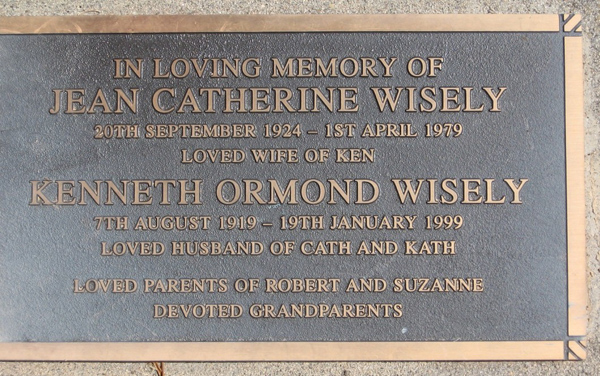 IN LOVING MEMORY OF
JEAN CATHERINE WISELY
20TH SEPTEMBER 1924 – 1ST APRIL 1979
LOVED WIFE OF KEN
KENNETH ORMOND WISELY
7TH AUGUST 1919 – 19TH JANUARY 1999
LOVED HUSBAND OF CATH AND KATH
LOVED PARENTS OF ROBERT AND SUZANNE
DEVOTED GRANDPARENTS